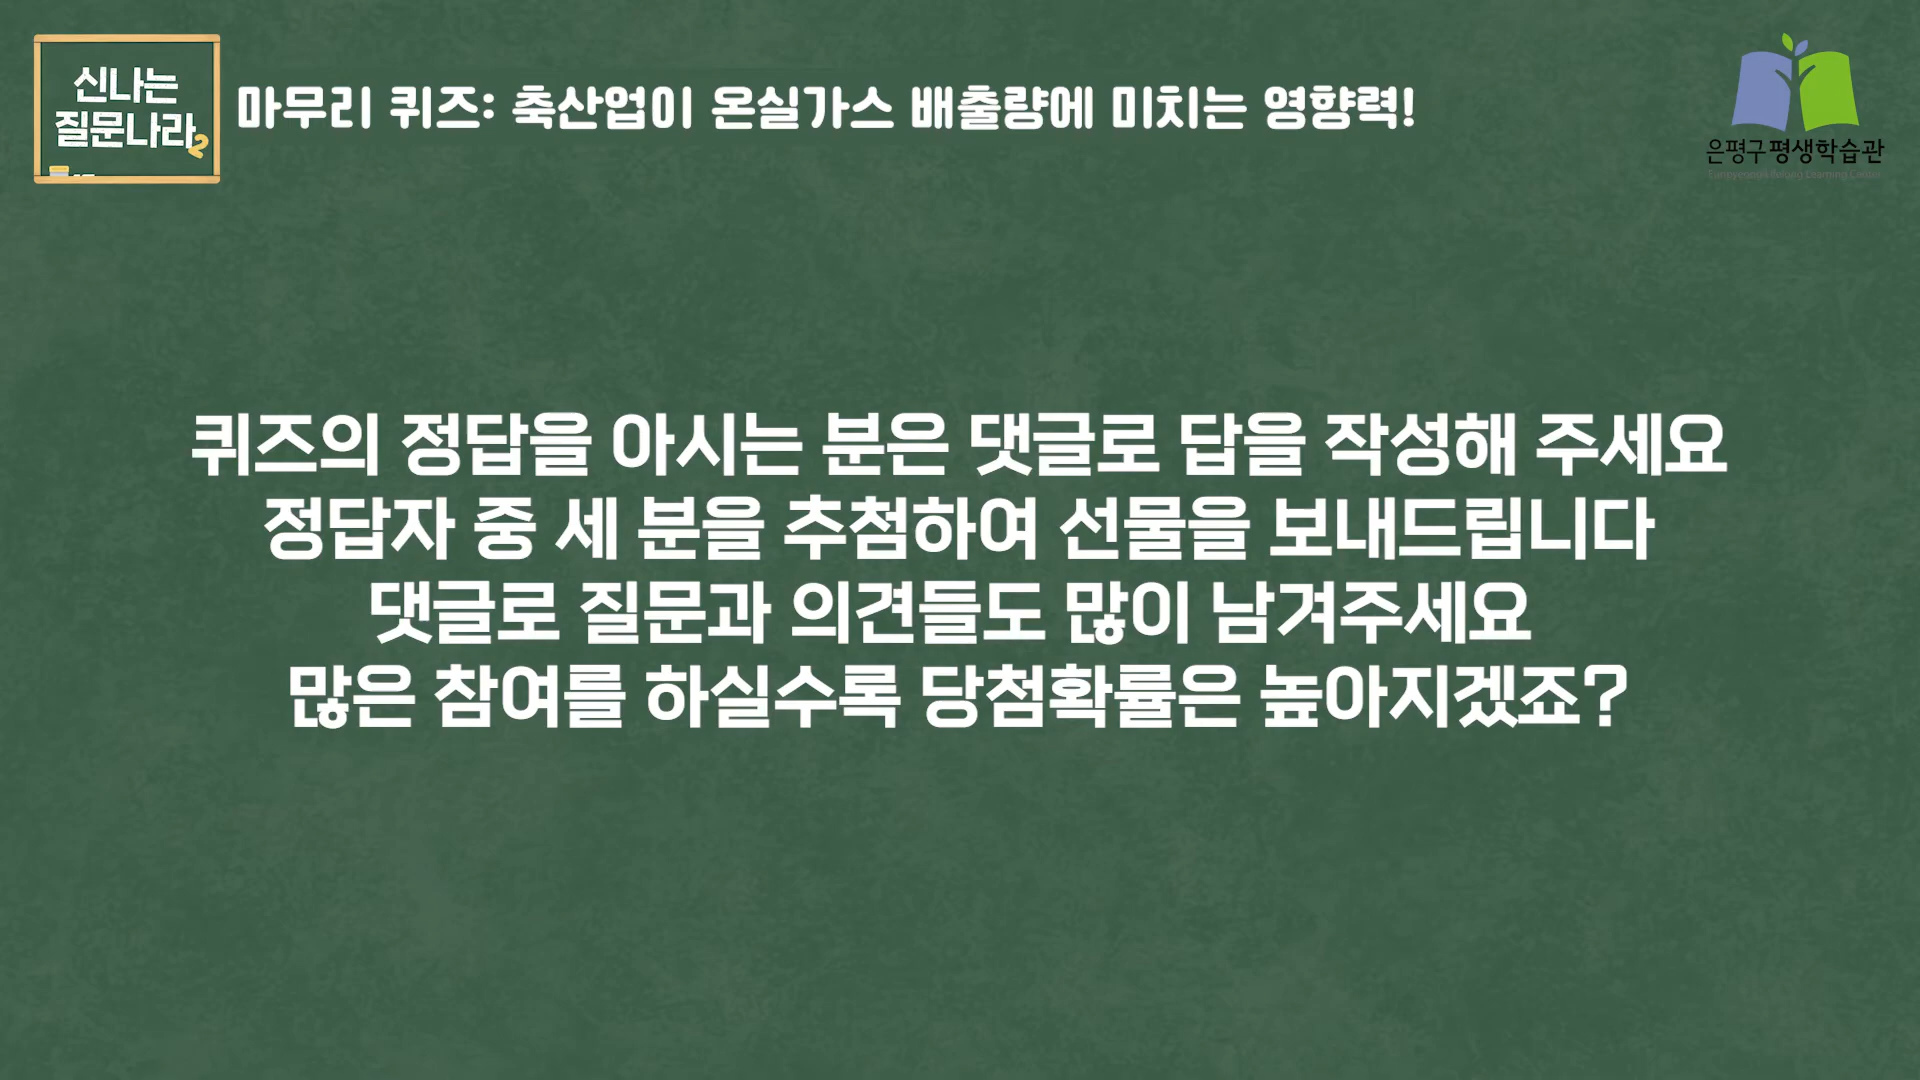 신나는
질문나라2
마무리 퀴즈: 축산업이 온실가스 배출량에 미치는 영향력!
은평구평생학습관
Eunpyeong Lifelong Learning Center
퀴즈의 정답을 아시는 분은 댓글로 답을 작성해 주세요
정답자 중 세 분을 추첨하여 선물을 보내드립니다
댓글로 질문과 의견들도 많이 남겨주세요
많은 참여를 하실수록 당첨확률은 높아지겠죠?